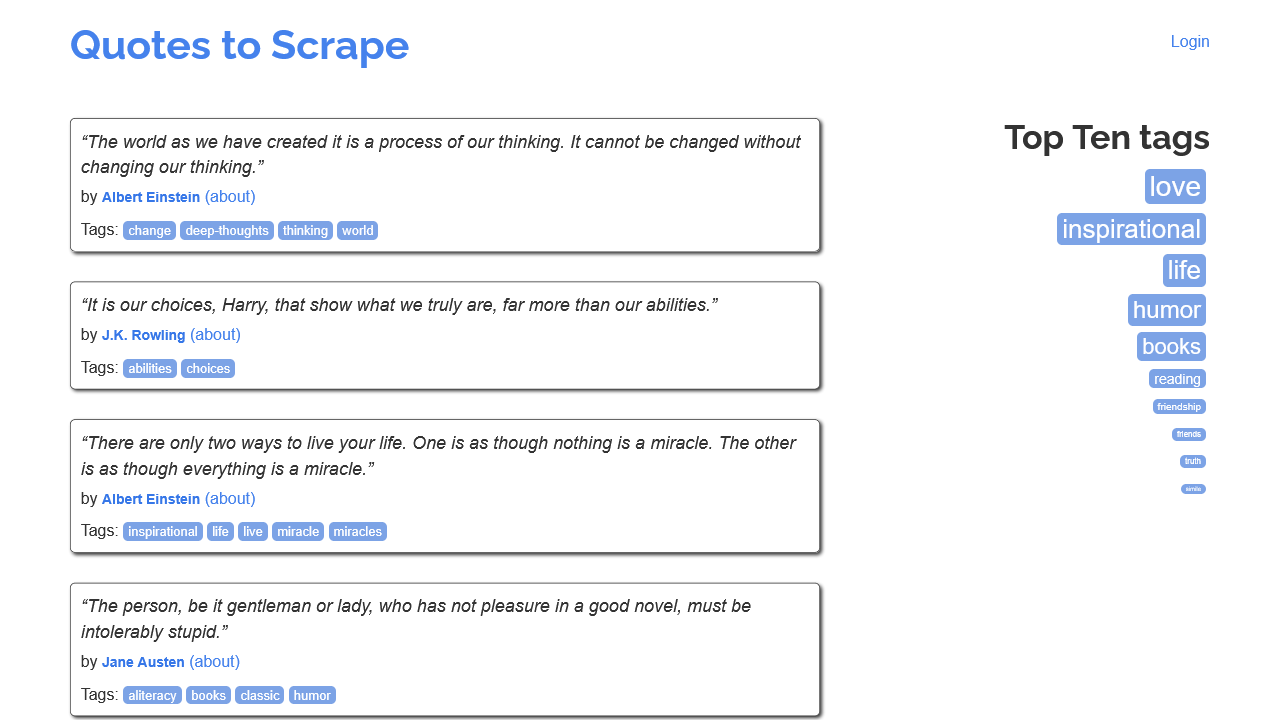 Quotes to Scrape
Login
“The world as we have created it is a process of our thinking. It cannot be changed without
changing our thinking.”
by Albert Einstein (about)
Tags: change deep-thoughts thinking world
“It is our choices, Harry, that show what we truly are, far more than our abilities.”
by J.K. Rowling (about)
Tags: abilities choices
“There are only two ways to live your life. One is as though nothing is a miracle. The other
is as though everything is a miracle.”
by Albert Einstein (about)
Tags: inspirational life live miracle miracles
“The person, be it gentleman or lady, who has not pleasure in a good novel, must be
intolerably stupid.”
by Jane Austen (about)
Tags: aliteracy books classic humor
Top Ten tags
love
inspirational
life
humor
books
reading
friendship
friends
truth
simile